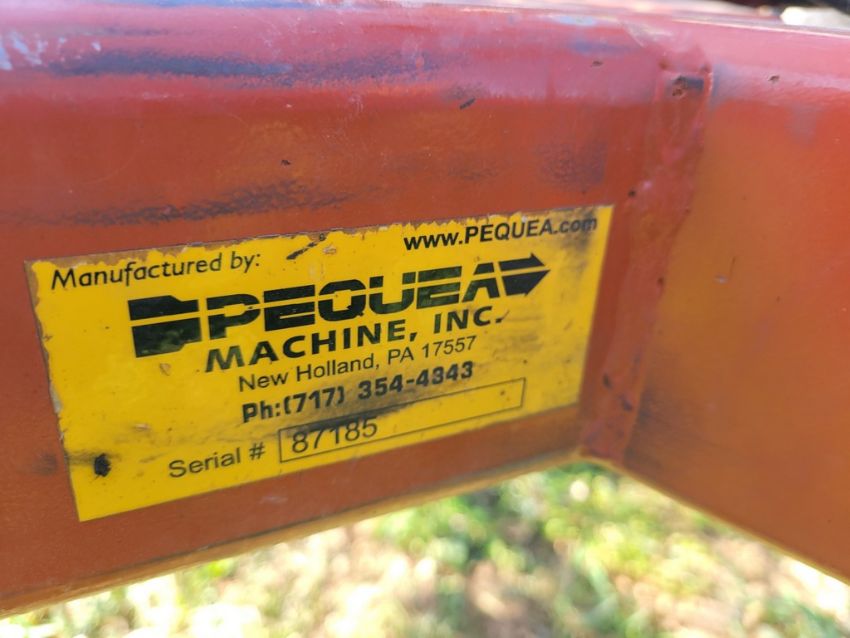 www.PEQUEA.com
Manufactured by:
PEQUEA
MACHINE, INC.
New Holland, PA 17557
Ph:(717) 354-4343
Serial # 87185